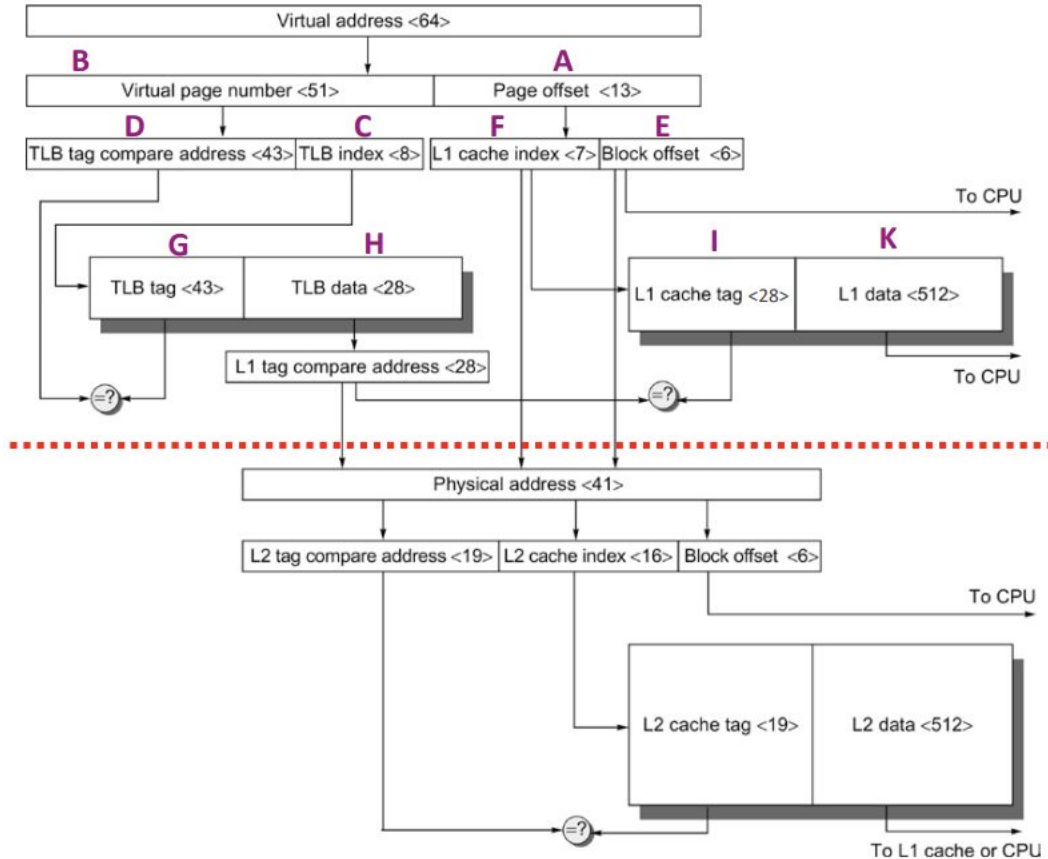 Virtual address <64>
B A
Virtual page number <51> Page offset <13>
D C F E
TLB tag compare address <43> TLB index <8> L1 cache index <7> Block offset <6>
To CPU
G H I K
TLB tag <43> TLB data <28> L1 cache tag <28> L1 data <512>
L1 tag compare address <28>
To CPU
=? =?
Physical address <41>
L2 tag compare address <19> L2 cache index <16> Block offset <6>
To CPU
L2 cache tag <19> L2 data <512>
=?
To L1 cache or CPU